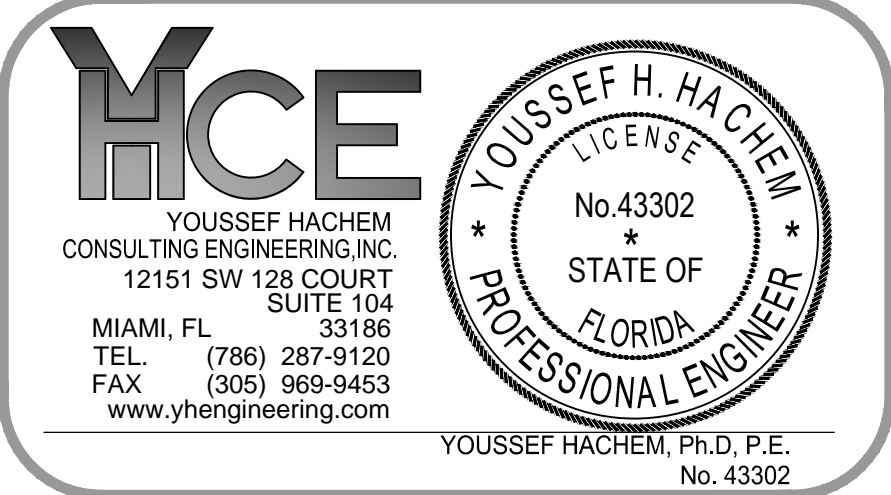 YHCE
YOUSSEF HACHEM
CONSULTING ENGINEERING,INC.
12151 SW 128 COURT
SUITE 104
MIAMI, FL 33186
TEL. (786) 287-9120
FAX (305) 969-9453
www.yhengineering.com
YOUSSEF H. HACHEM
LICENSE
No.43302
*
STATE OF
FLORIDA
* PROFESSIONAL ENGINEER *
YOUSSEF HACHEM, Ph.D, P.E.
No. 43302